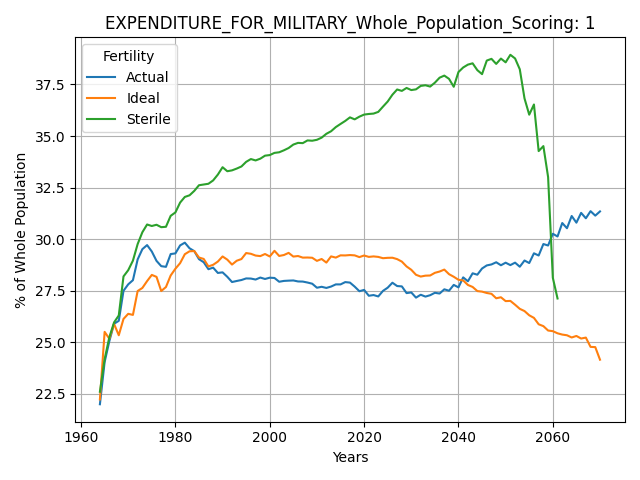 EXPENDITURE_FOR_MILITARY_Whole_Population_Scoring: 1
Fertility
Actual
Ideal
Sterile
% of Whole Population
37.5
35.0
32.5
30.0
27.5
25.0
22.5
1960
1980
2000
2020
2040
2060
Years